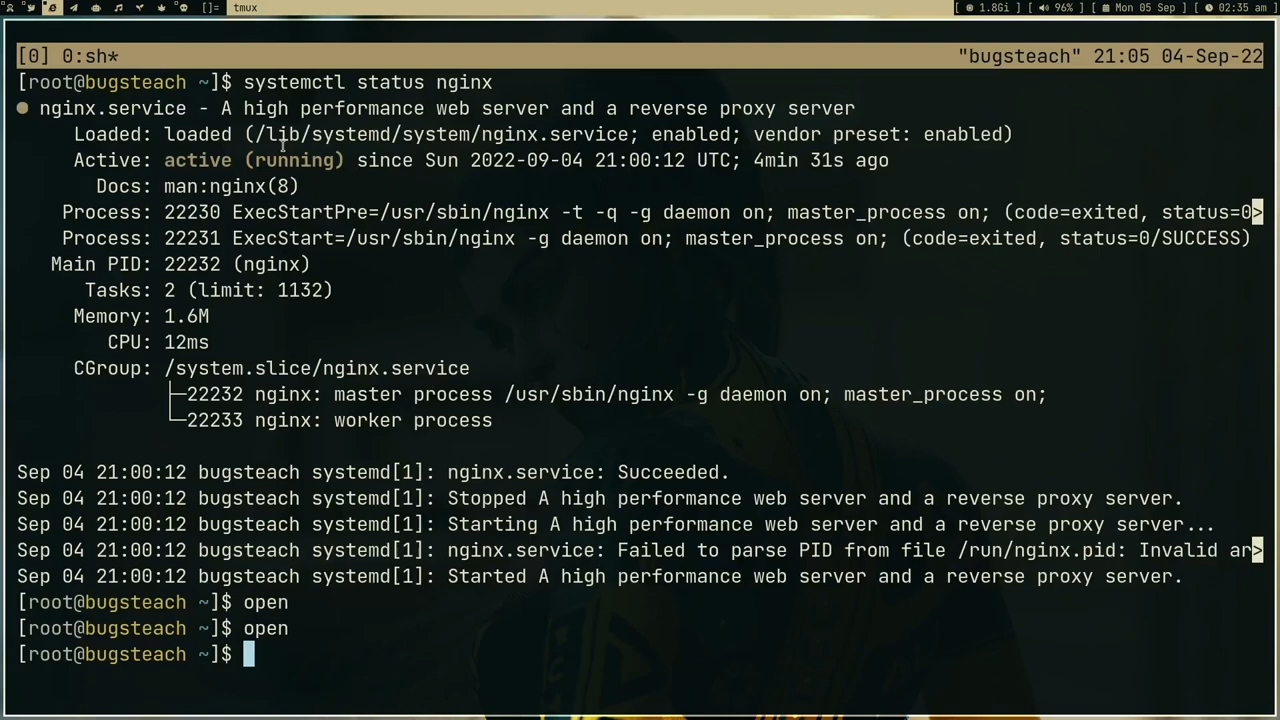 []= tmux 1.8Gi 96% Mon 05 Sep 02:35 am
[0] 0:sh* "bugsteach" 21:05 04-Sep-22
[root@bugsteach ~]$ systemctl status nginx
● nginx.service - A high performance web server and a reverse proxy server
Loaded: loaded (/lib/systemd/system/nginx.service; enabled; vendor preset: enabled)
Active: active (running) since Sun 2022-09-04 21:00:12 UTC; 4min 31s ago
Docs: man:nginx(8)
Process: 22230 ExecStartPre=/usr/sbin/nginx -t -q -g daemon on; master_process on; (code=exited, status=0>
Process: 22231 ExecStart=/usr/sbin/nginx -g daemon on; master_process on; (code=exited, status=0/SUCCESS)
Main PID: 22232 (nginx)
Tasks: 2 (limit: 1132)
Memory: 1.6M
CPU: 12ms
CGroup: /system.slice/nginx.service
├─22232 nginx: master process /usr/sbin/nginx -g daemon on; master_process on;
└─22233 nginx: worker process
Sep 04 21:00:12 bugsteach systemd[1]: nginx.service: Succeeded.
Sep 04 21:00:12 bugsteach systemd[1]: Stopped A high performance web server and a reverse proxy server.
Sep 04 21:00:12 bugsteach systemd[1]: Starting A high performance web server and a reverse proxy server...
Sep 04 21:00:12 bugsteach systemd[1]: nginx.service: Failed to parse PID from file /run/nginx.pid: Invalid ar>
Sep 04 21:00:12 bugsteach systemd[1]: Started A high performance web server and a reverse proxy server.
[root@bugsteach ~]$ open
[root@bugsteach ~]$ open
[root@bugsteach ~]$